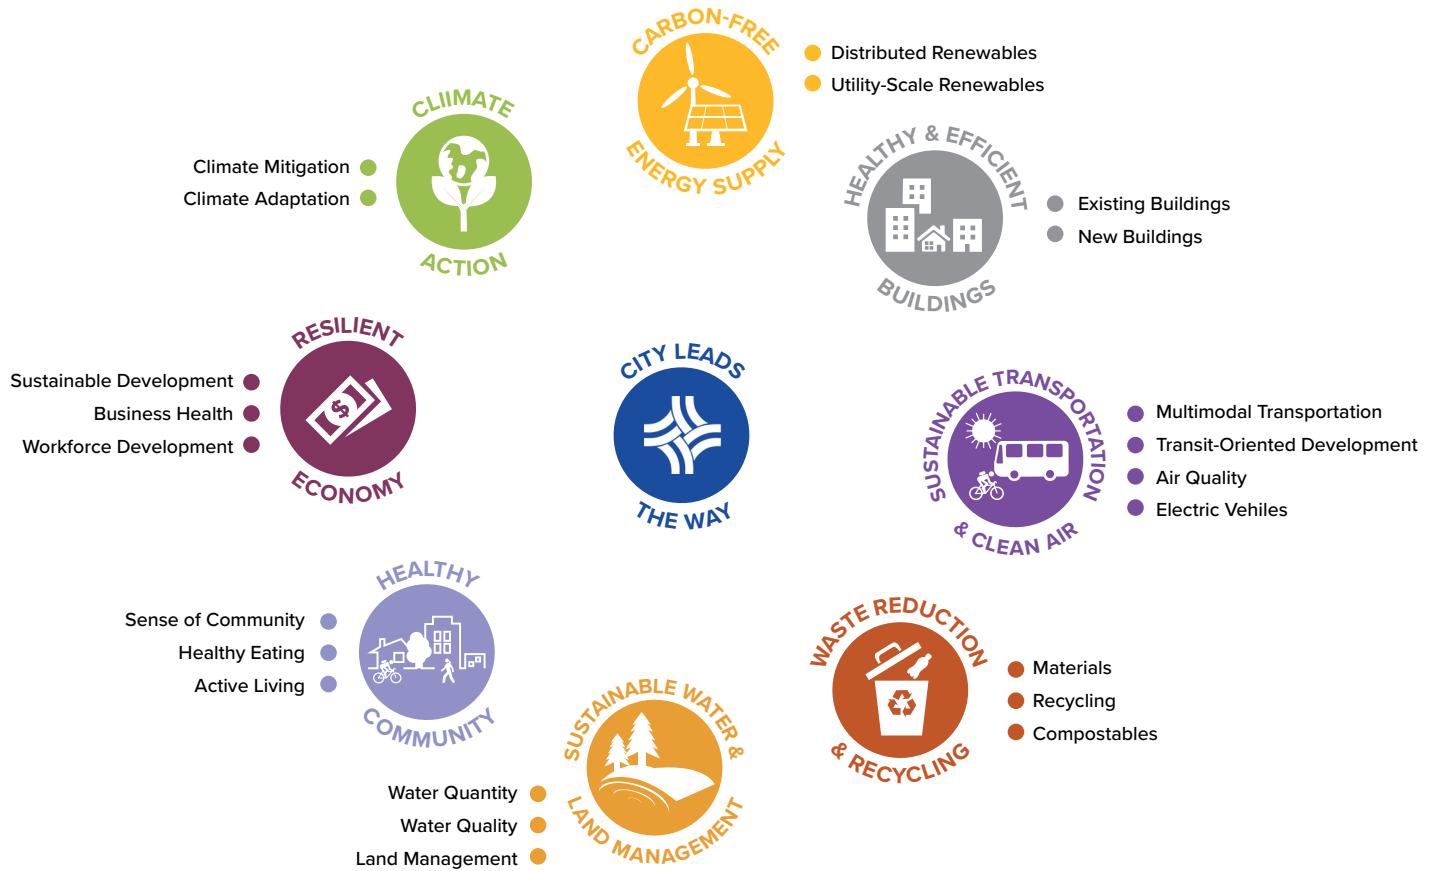 CARBON-FREE
ENERGY SUPPLY
Distributed Renewables
Utility-Scale Renewables
CLIIMATE
ACTION
Climate Mitigation
Climate Adaptation
HEALTHY & EFFICIENT
BUILDINGS
Existing Buildings
New Buildings
RESILIENT
ECONOMY
Sustainable Development
Business Health
Workforce Development
CITY LEADS
THE WAY
SUSTAINABLE TRANSPORTATION
& CLEAN AIR
Multimodal Transportation
Transit-Oriented Development
Air Quality
Electric Vehiles
HEALTHY
COMMUNITY
Sense of Community
Healthy Eating
Active Living
WASTE REDUCTION
& RECYCLING
Materials
Recycling
Compostables
SUSTAINABLE WATER &
LAND MANAGEMENT
Water Quantity
Water Quality
Land Management
$